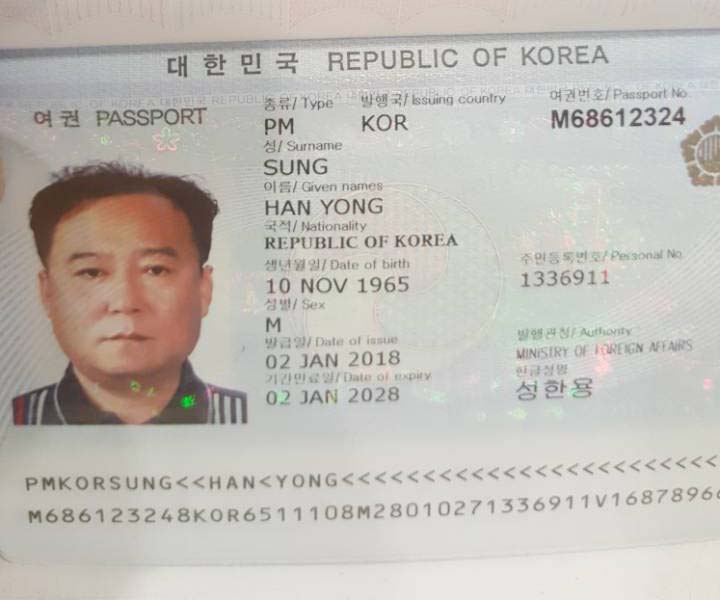 대한민국 REPUBLIC OF KOREA
여권 PASSPORT
종류/ Type 발행국/ Issuing country 여권번호/ Passport No.
PM KOR M68612324
성/ Surname
SUNG
이름/ Given names
HAN YONG
국적/ Nationality
REPUBLIC OF KOREA
생년월일/ Date of birth 주민등록번호/ Personal No.
10 NOV 1965 1336911
성별/ Sex
M
발급일/ Date of issue 발행관청/ Authority
02 JAN 2018 MINISTRY OF FOREIGN AFFAIRS
기간만료일/ Date of expiry 한글성명
02 JAN 2028 성한용
PMKORSUNG<<HAN<YONG<<<<<<<<<<<<<<<<<<<<<<<<
M686123248KOR6511108M28010271336911V1687896